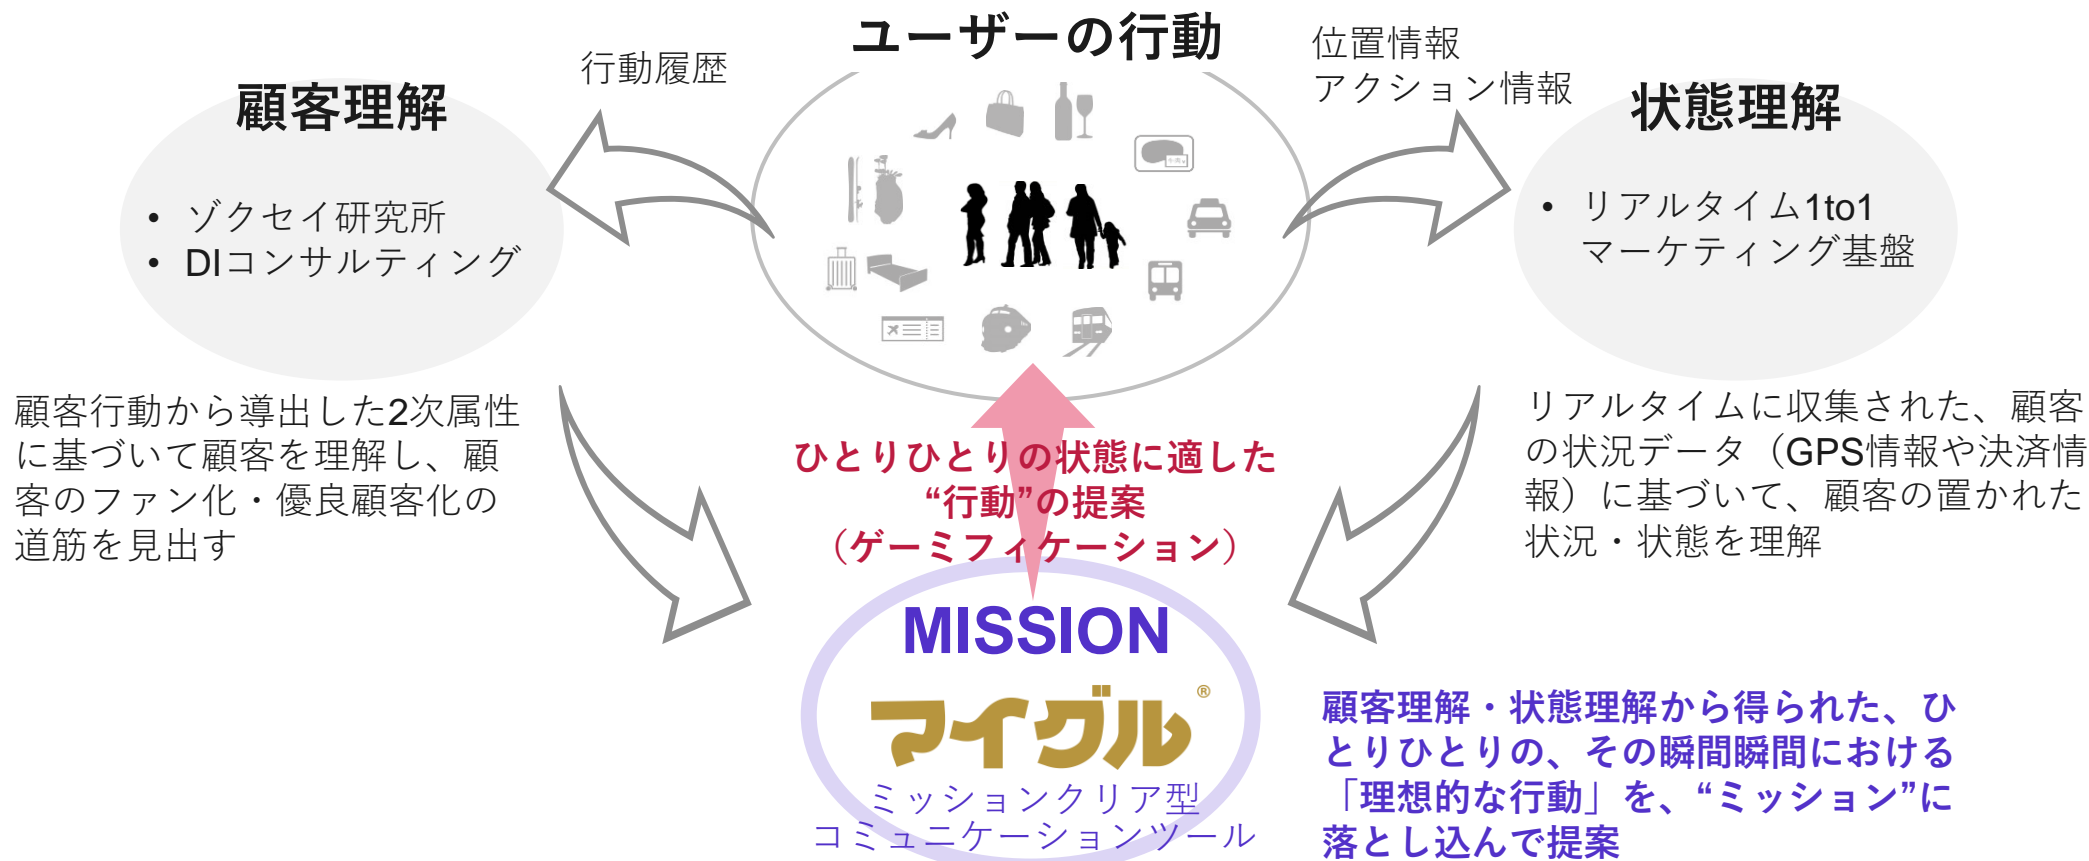 ユーザーの行動
行動履歴
位置情報
アクション情報
顧客理解
• ゾクセイ研究所
• DIコンサルティング
状態理解
• リアルタイム1to1
マーケティング基盤
顧客行動から導出した2次属性
に基づいて顧客を理解し、顧
客のファン化・優良顧客化の
道筋を見出す
ひとりひとりの状態に適した
“行動”の提案
（ゲーミフィケーション）
リアルタイムに収集された、顧客
の状況データ（GPS情報や決済情
報）に基づいて、顧客の置かれた
状況・状態を理解
MISSION
マイグル®
ミッションクリア型
コミュニケーションツール
顧客理解・状態理解から得られた、ひ
とりひとりの、その瞬間瞬間における
「理想的な行動」を、“ミッション”に
落とし込んで提案